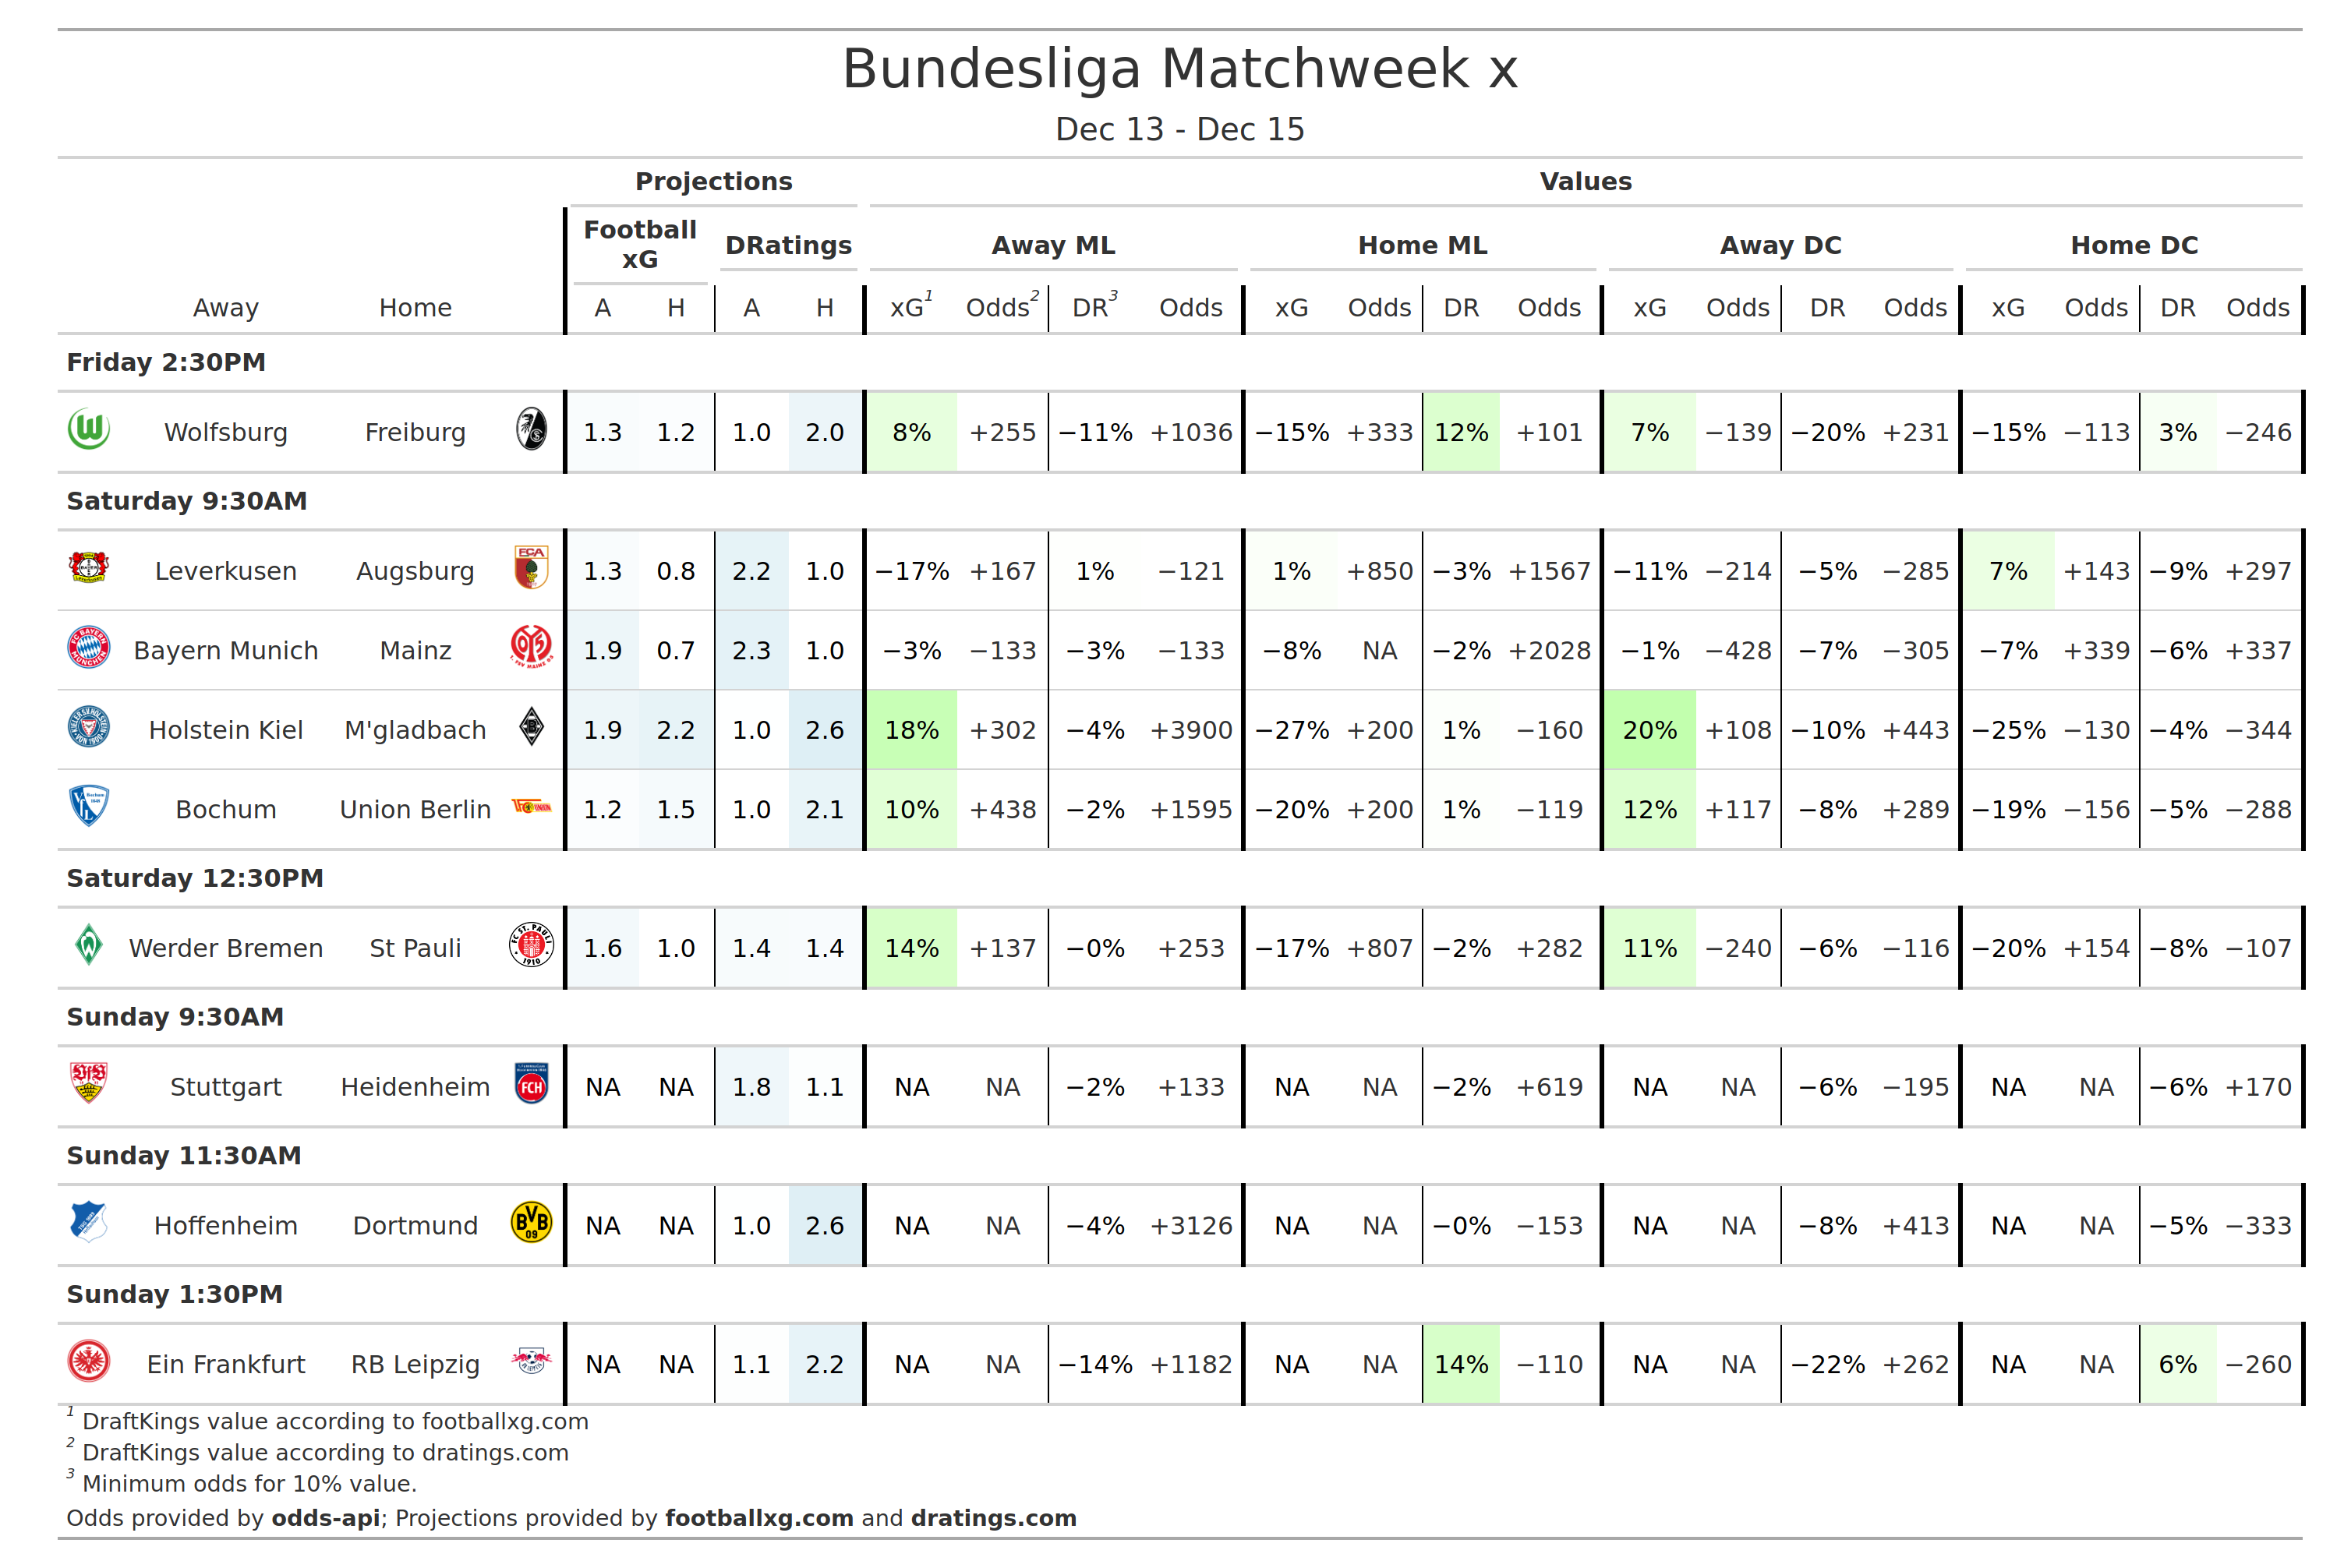 Bundesliga Matchweek x
Dec 13 - Dec 15
Projections Values
Football xG DRatings Away ML Home ML Away DC Home DC
Away Home A H A H xG1 Odds2 DR3 Odds xG Odds DR Odds xG Odds DR Odds xG Odds DR Odds
Friday 2:30PM
Wolfsburg Freiburg 1.3 1.2 1.0 2.0 8% +255 −11% +1036 −15% +333 12% +101 7% −139 −20% +231 −15% −113 3% −246
Saturday 9:30AM
Leverkusen Augsburg 1.3 0.8 2.2 1.0 −17% +167 1% −121 1% +850 −3% +1567 −11% −214 −5% −285 7% +143 −9% +297
Bayern Munich Mainz 1.9 0.7 2.3 1.0 −3% −133 −3% −133 −8% NA −2% +2028 −1% −428 −7% −305 −7% +339 −6% +337
Holstein Kiel M'gladbach 1.9 2.2 1.0 2.6 18% +302 −4% +3900 −27% +200 1% −160 20% +108 −10% +443 −25% −130 −4% −344
Bochum Union Berlin 1.2 1.5 1.0 2.1 10% +438 −2% +1595 −20% +200 1% −119 12% +117 −8% +289 −19% −156 −5% −288
Saturday 12:30PM
Werder Bremen St Pauli 1.6 1.0 1.4 1.4 14% +137 −0% +253 −17% +807 −2% +282 11% −240 −6% −116 −20% +154 −8% −107
Sunday 9:30AM
Stuttgart Heidenheim NA NA 1.8 1.1 NA NA −2% +133 NA NA −2% +619 NA NA −6% −195 NA NA −6% +170
Sunday 11:30AM
Hoffenheim Dortmund NA NA 1.0 2.6 NA NA −4% +3126 NA NA −0% −153 NA NA −8% +413 NA NA −5% −333
Sunday 1:30PM
Ein Frankfurt RB Leipzig NA NA 1.1 2.2 NA NA −14% +1182 NA NA 14% −110 NA NA −22% +262 NA NA 6% −260
1 DraftKings value according to footballxg.com
2 DraftKings value according to dratings.com
3 Minimum odds for 10% value.
Odds provided by odds-api; Projections provided by footballxg.com and dratings.com